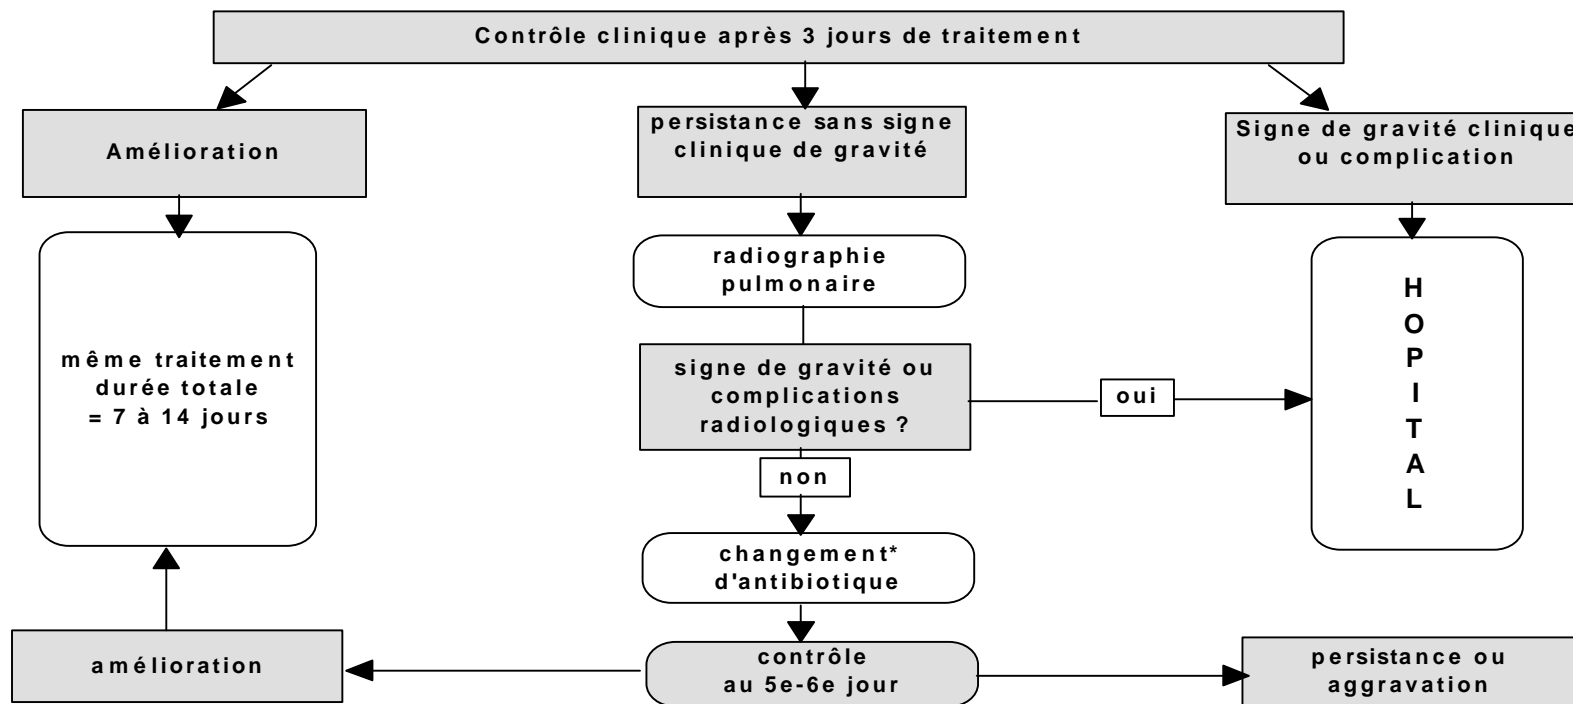 Contrôle clinique après 3 jours de traitement
Amélioration
persistance sans signe
clinique de gravité
Signe de gravité clinique
ou complication
radiographie
pulmonaire
même traitement
durée totale
= 7 à 14 jours
signe de gravité ou
complications
radiologiques ?
oui
H
O
P
I
T
A
L
non
changement*
d'antibiotique
amélioration
contrôle
au 5e-6e jour
persistance ou
aggravation